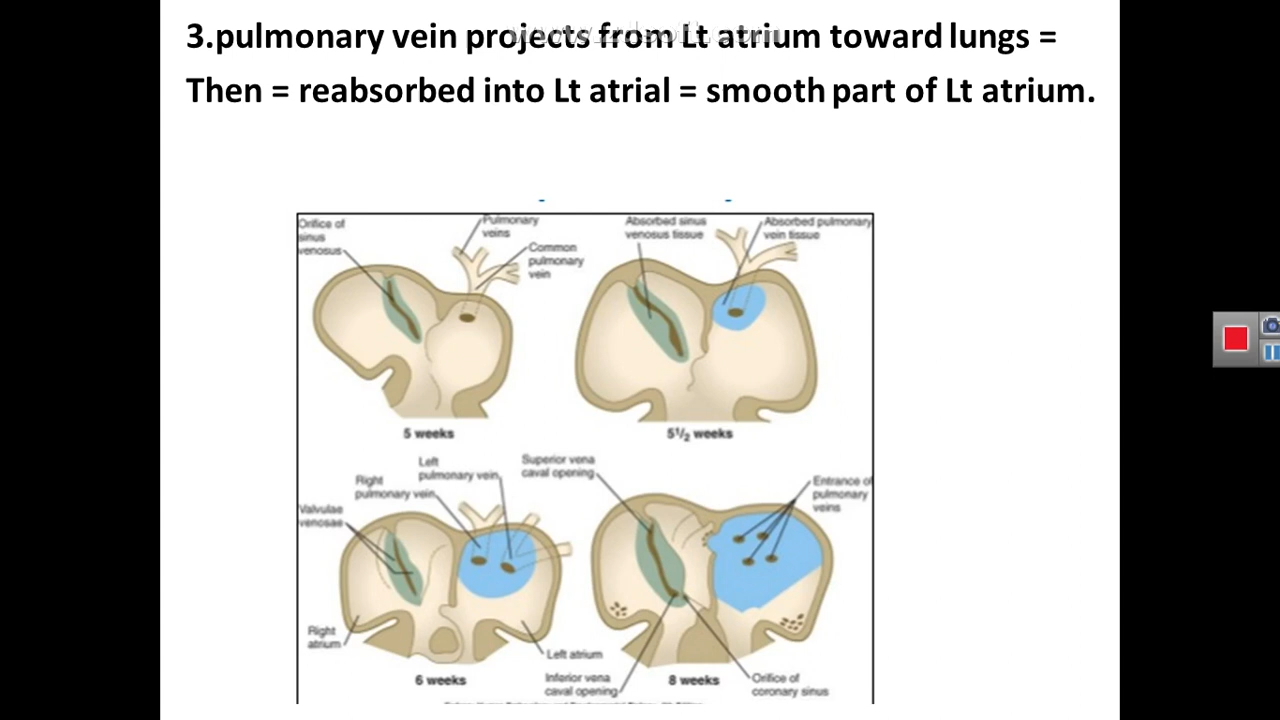 3.pulmonary vein projects from Lt atrium toward lungs =
Then = reabsorbed into Lt atrial = smooth part of Lt atrium.
Orifice of
sinus
venosus
Pulmonary
veins
Common
pulmonary
vein
5 weeks
Absorbed sinus
venosus tissue
Absorbed pulmonary
vein tissue
5 1/2 weeks
Left
pulmonary vein
Right
pulmonary vein
Valvulae
venosae
Right
atrium
Left atrium
6 weeks
Superior vena
caval opening
Entrance of
pulmonary
veins
Inferior vena
caval opening
8 weeks
Orifice of
coronary sinus